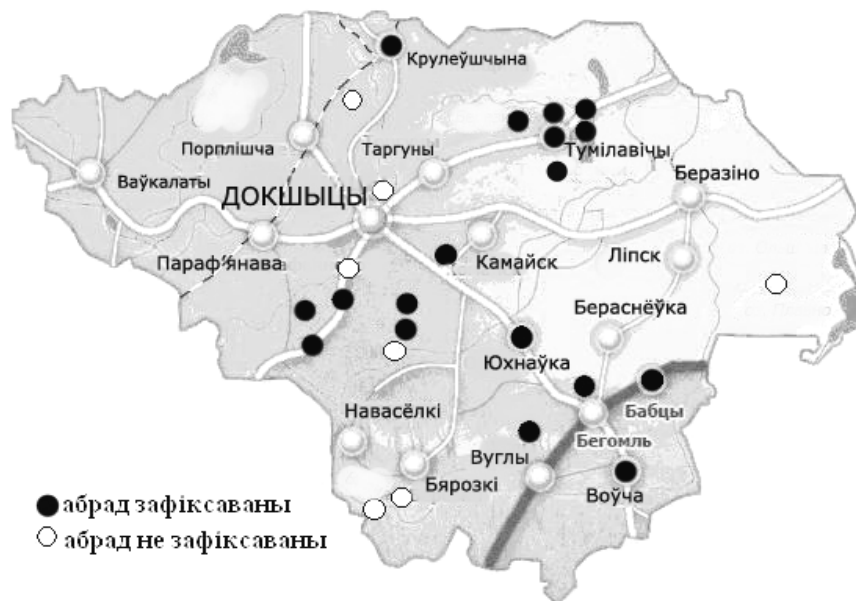 Крулеўшчына
Порплішча
Таргуны
Тумілавічы
Ваўкалаты
ДОКШЫЦЫ
Беразіно
Параф'янава
Камайск
Ліпск
Бераснёўка
Юхнаўка
Навасёлкі
Бабцы
Бегомль
Вуглы
Бярозкі
Воўча
абрад зафіксаваны
абрад не зафіксаваны